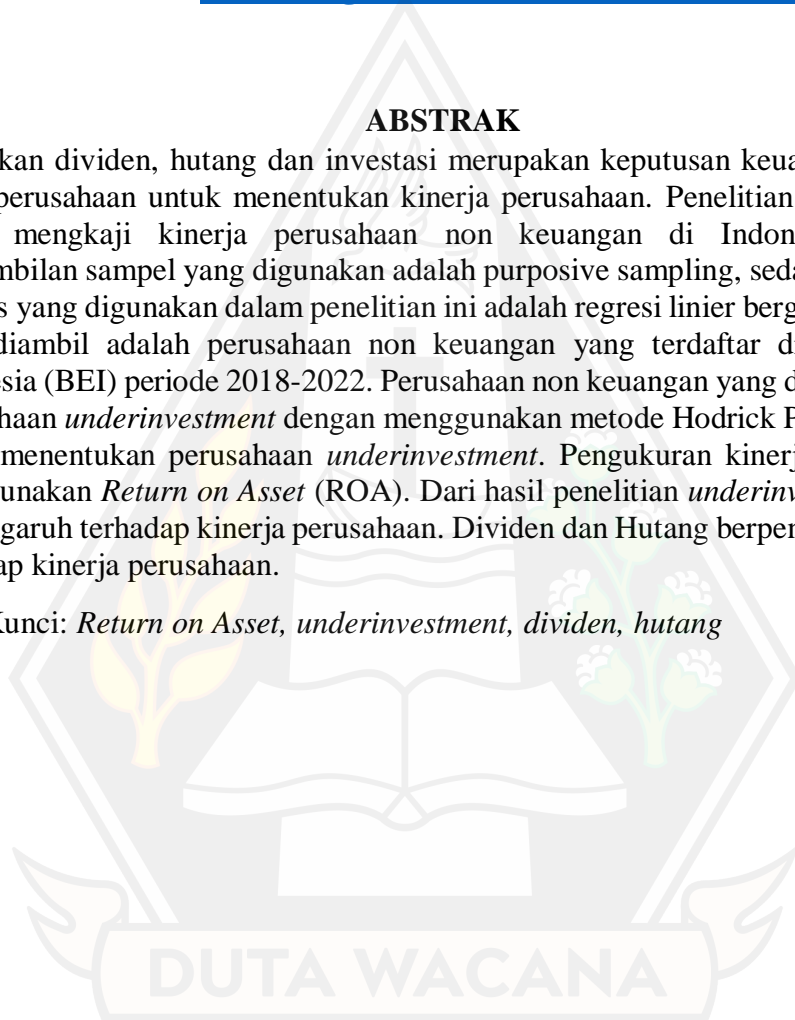 ABSTRAK
kan dividen, hutang dan investasi merupakan keputusan keua
perusahaan untuk menentukan kinerja perusahaan. Penelitian
mengkaji kinerja perusahaan non keuangan di Indon
mbilan sampel yang digunakan adalah purposive sampling, seda
s yang digunakan dalam penelitian ini adalah regresi linier berg
diambil adalah perusahaan non keuangan yang terdaftar d
esia (BEI) periode 2018-2022. Perusahaan non keuangan yang d
haan underinvestment dengan menggunakan metode Hodrick P
menentukan perusahaan underinvestment. Pengukuran kinerj
unakan Return on Asset (ROA). Dari hasil penelitian underinv
garuh terhadap kinerja perusahaan. Dividen dan Hutang berpen
ap kinerja perusahaan.
Kunci: Return on Asset, underinvestment, dividen, hutang
DUTA WACANA